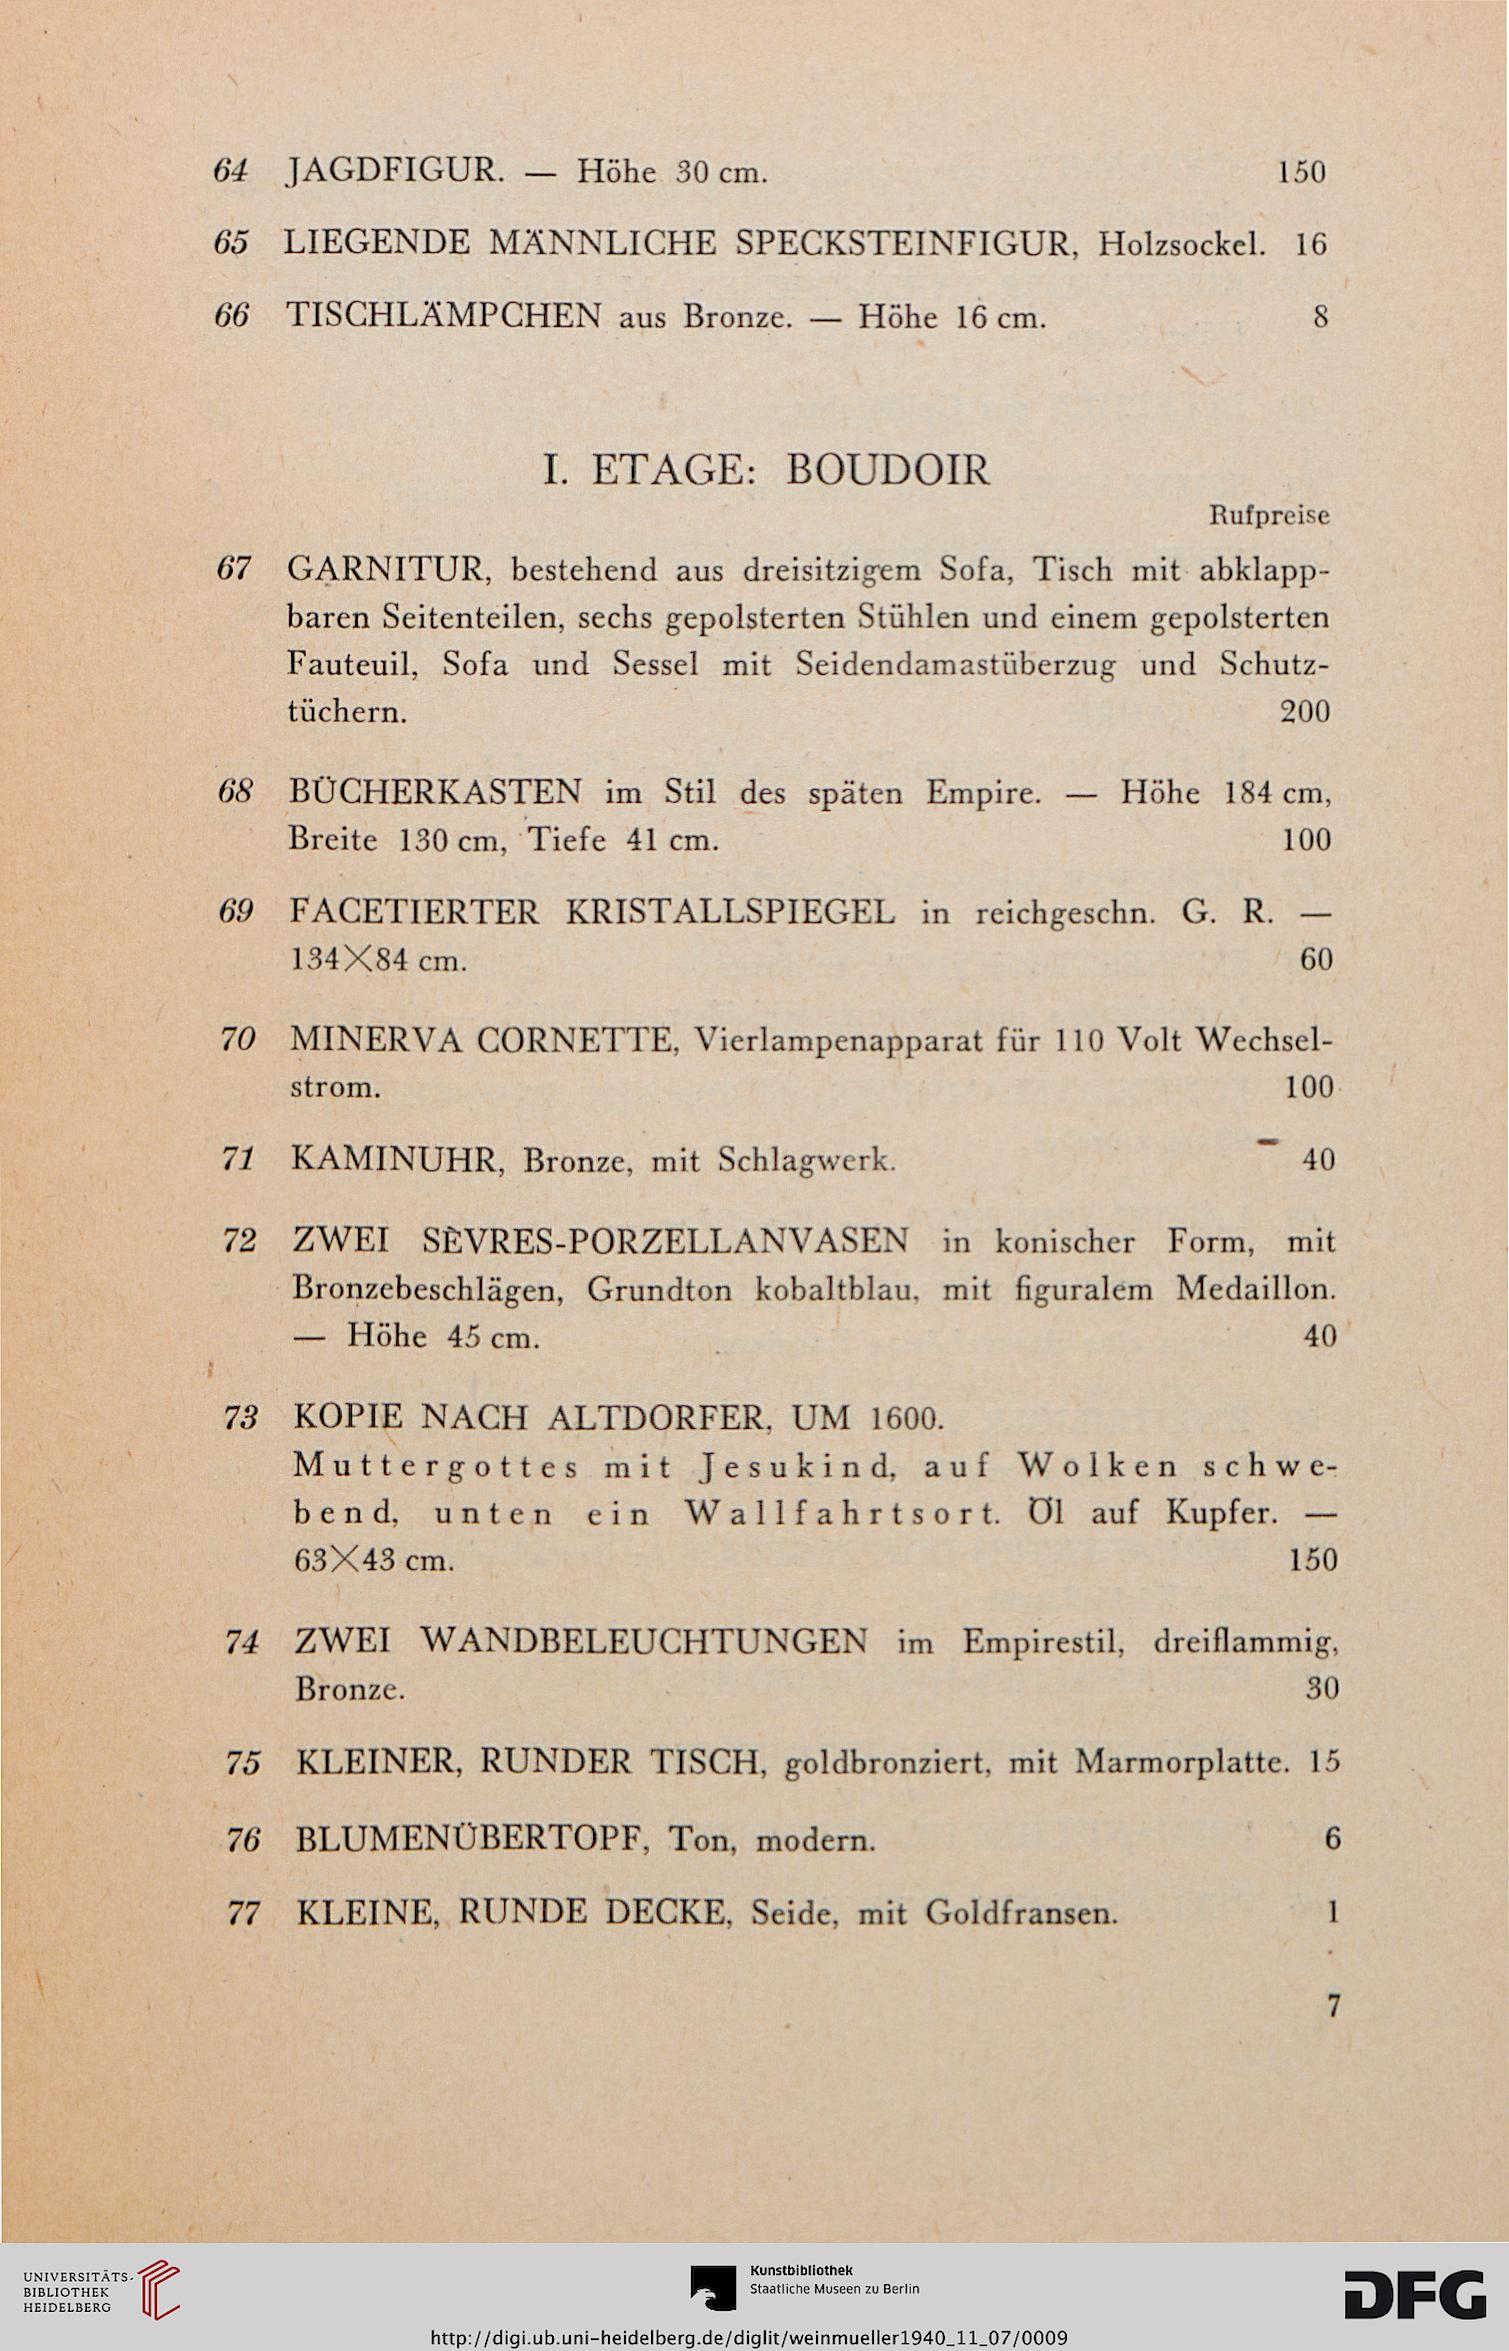 64 JAGDFIGUR. — Höhe 30 cm. 150
65 LIEGENDE MÄNNLICHE SPECKSTEINFIGUR, Holzsockel. 16
66 TISCHLÄMPCHEN aus Bronze. — Höhe 16 cm. 8
I. ETAGE: BOUDOIR
Rufpreise
67 GARNITUR, bestehend aus dreisitzigem Sofa, Tisch mit abklapp-
baren Seitenteilen, sechs gepolsterten Stühlen und einem gepolsterten
Fauteuil, Sofa und Sessel mit Seidendamastüberzug und Schutz-
tüchern. 200
68 BÜCHERKASTEN im Stil des späten Empire. — Höhe 184 cm,
Breite 130 cm, Tiefe 41 cm. 100
69 FACETIERTER KRISTALLSPIEGEL in reichgeschn. G. R. —
134×84 cm. 60
70 MINERVA CORNETTE, Vierlampenapparat für 110 Volt Wechsel-
strom. 100
71 KAMINUHR, Bronze, mit Schlagwerk. 40
72 ZWEI SÈVRES-PORZELLANVASEN in konischer Form, mit
Bronzebeschlägen, Grundton kobaltblau, mit figuralem Medaillon.
— Höhe 45 cm. 40
73 KOPIE NACH ALTDORFER, UM 1600.
Muttergottes mit Jesukind, auf Wolken schwe-
bend, unten ein Wallfahrtsort. Öl auf Kupfer. —
63×43 cm. 150
74 ZWEI WANDBELEUCHTUNGEN im Empirestil, dreiflammig,
Bronze. 30
75 KLEINER, RUNDER TISCH, goldbronziert, mit Marmorplatte. 15
76 BLUMENÜBERTOPF, Ton, modern. 6
77 KLEINE, RUNDE DECKE, Seide, mit Goldfransen. 1
7
UNIVERSITÄTS-
BIBLIOTHEK
HEIDELBERG
Kunstbibliothek
Staatliche Museen zu Berlin
DFG
http://digi.ub.uni-heidelberg.de/diglit/weinmueller1940_11_07/0009